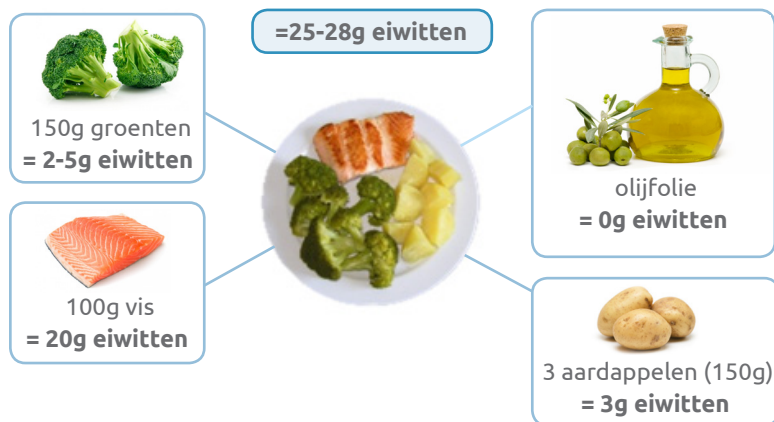 =25-28g eiwitten
150g groenten
= 2-5g eiwitten
olijfolie
= 0g eiwitten
100g vis
= 20g eiwitten
3 aardappelen (150g)
= 3g eiwitten